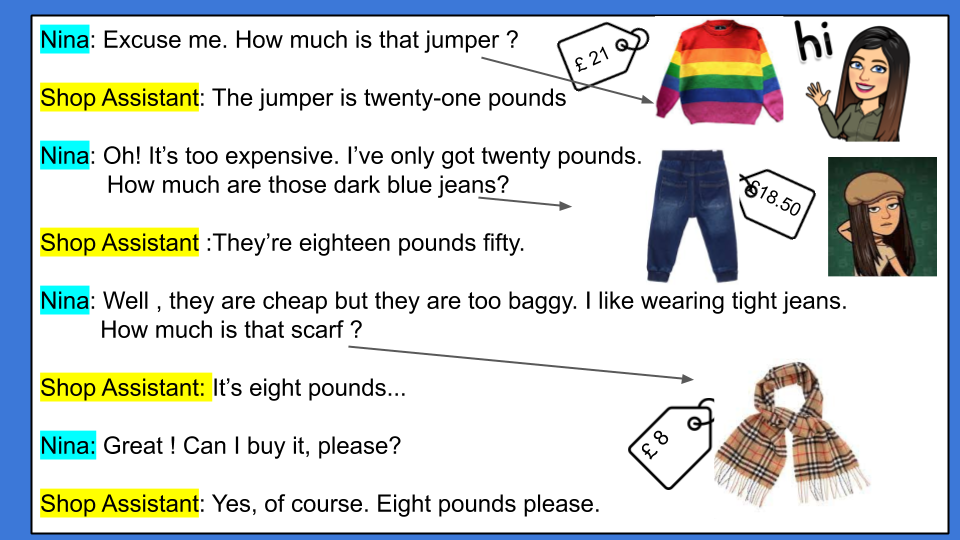 Nina: Excuse me. How much is that jumper ?
£ 21
hi
Shop Assistant: The jumper is twenty-one pounds
Nina: Oh! It’s too expensive. I’ve only got twenty pounds.
How much are those dark blue jeans?
£18.50
Shop Assistant :They’re eighteen pounds fifty.
Nina: Well , they are cheap but they are too baggy. I like wearing tight jeans.
How much is that scarf ?
Shop Assistant: It’s eight pounds...
Nina: Great ! Can I buy it, please?
£ 8
Shop Assistant: Yes, of course. Eight pounds please.